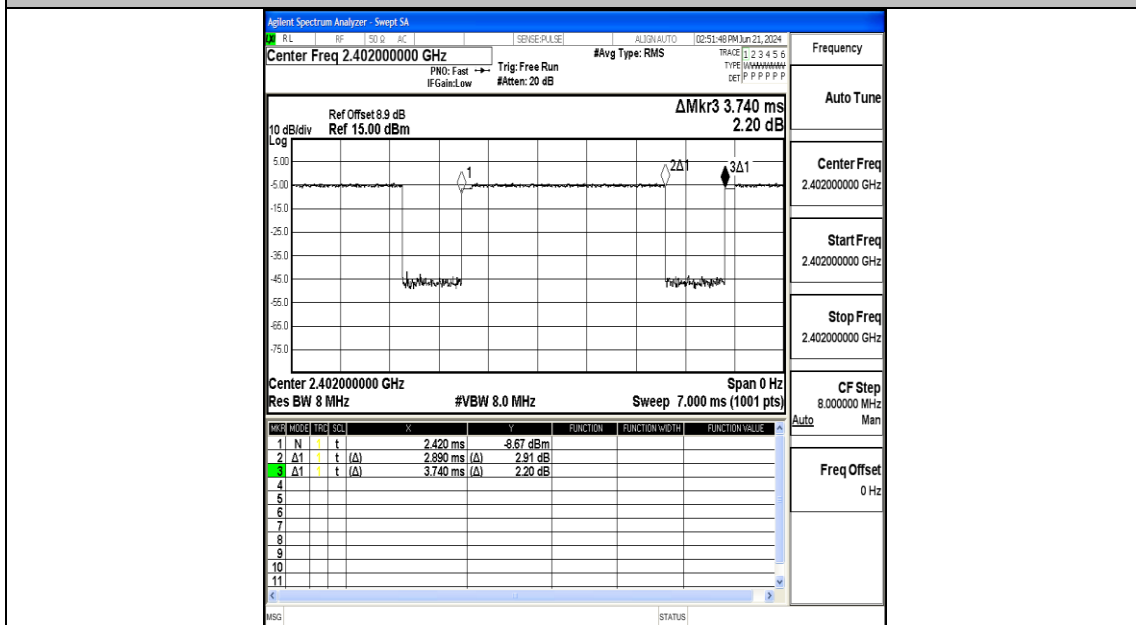 Agilent Spectrum Analyzer - Swept SA
RL RF 50 Ω AC SENSE:PULSE ALIGN AUTO 02:51:48 PM Jun 21, 2024
Center Freq 2.402000000 GHz
#Avg Type: RMS
TRACE 1 2 3 4 5 6
PNO: Fast Trig: Free Run
TYPE
IFGain:Low #Atten: 20 dB
DET P P P P P P
ΔMkr3 3.740 ms
2.20 dB
Ref Offset 8.9 dB
10 dB/div Ref 15.00 dBm
Log
5.00
-5.00
-15.0
-25.0
-35.0
-45.0
-55.0
-65.0
-75.0
1
2Δ1
3Δ1
Center 2.402000000 GHz Span 0 Hz
Res BW 8 MHz #VBW 8.0 MHz Sweep 7.000 ms (1001 pts)
MKR MODE TRC SCL X Y FUNCTION FUNCTION WIDTH FUNCTION VALUE
1 N 1 t 2.420 ms -8.67 dBm
2 Δ1 1 t (Δ) 2.890 ms (Δ) 2.91 dB
3 Δ1 1 t (Δ) 3.740 ms (Δ) 2.20 dB
4
5
6
7
8
9
10
11
MSG STATUS
Frequency
Auto Tune
Center Freq
2.402000000 GHz
Start Freq
2.402000000 GHz
Stop Freq
2.402000000 GHz
CF Step
8.000000 MHz
Auto Man
Freq Offset
0 Hz